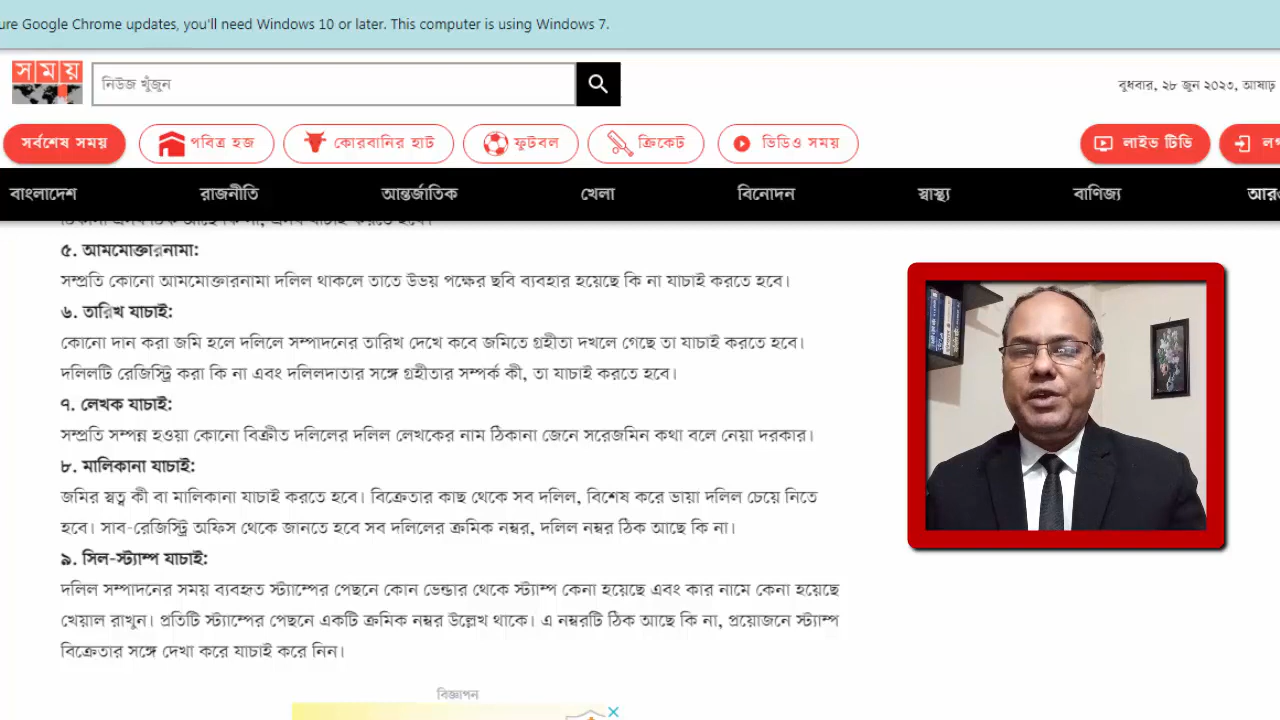 ure Google Chrome updates, you'll need Windows 10 or later. This computer is using Windows 7.
সময়
নিউজ খুঁজুন
বুধবার, ২৮ জুন ২০২৩, আষাঢ়
সর্বশেষ সময়
পবিত্র হজ
কোরবানির হাট
ফুটবল
ক্রিকেট
ভিডিও সময়
লাইভ টিভি
বাংলাদেশ
রাজনীতি
আন্তর্জাতিক
খেলা
বিনোদন
স্বাস্থ্য
বাণিজ্য
৫. আমমোক্তারনামা:
সম্প্রতি কোনো আমমোক্তারনামা দলিল থাকলে তাতে উভয় পক্ষের ছবি ব্যবহার হয়েছে কি না যাচাই করতে হবে।
৬. তারিখ যাচাই:
কোনো দান করা জমি হলে দলিলে সম্পাদনের তারিখ দেখে কবে জমিতে গ্রহীতা দখলে গেছে তা যাচাই করতে হবে।
দলিলটি রেজিস্ট্রি করা কি না এবং দলিলদাতার সঙ্গে গ্রহীতার সম্পর্ক কী, তা যাচাই করতে হবে।
৭. লেখক যাচাই:
সম্প্রতি সম্পন্ন হওয়া কোনো বিক্রীত দলিলের দলিল লেখকের নাম ঠিকানা জেনে সরেজমিন কথা বলে নেয়া দরকার।
৮. মালিকানা যাচাই:
জমির স্বত্ব কী বা মালিকানা যাচাই করতে হবে। বিক্রেতার কাছ থেকে সব দলিল, বিশেষ করে ভায়া দলিল চেয়ে নিতে
হবে। সাব-রেজিস্ট্রি অফিস থেকে জানতে হবে সব দলিলের ক্রমিক নম্বর, দলিল নম্বর ঠিক আছে কি না।
৯. সিল-স্ট্যাম্প যাচাই:
দলিল সম্পাদনের সময় ব্যবহৃত স্ট্যাম্পের পেছনে কোন ভেন্ডার থেকে স্ট্যাম্প কেনা হয়েছে এবং কার নামে কেনা হয়েছে
খেয়াল রাখুন। প্রতিটি স্ট্যাম্পের পেছনে একটি ক্রমিক নম্বর উল্লেখ থাকে। এ নম্বরটি ঠিক আছে কি না, প্রয়োজনে স্ট্যাম্প
বিক্রেতার সঙ্গে দেখা করে যাচাই করে নিন।
বিজ্ঞাপন